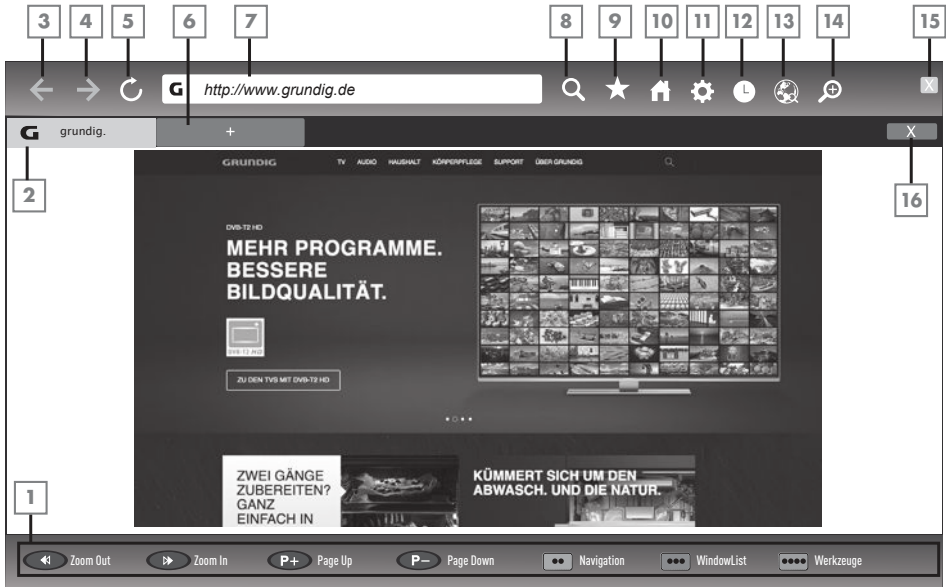 3 4 5 6 7 8 9 10 11 12 13 14 15
G http://www.grundig.de X
G grundig. + X
2 16
GRUNDIG TV AUDIO HAUSHALT KÖRPERPFLEGE SUPPORT ÜBER GRUNDIG
DVB-T2 HD
MEHR PROGRAMME.
BESSERE
BILDQUALITÄT.
DVB-T2 HD
ZU DEN TVS MIT DVB-T2 HD
ZWEI GÄNGE
ZUBEREITEN?
GANZ
EINFACH IN
KÜMMERT SICH UM DEN
ABWASCH. UND DIE NATUR.
1
Zoom Out Zoom In P+ Page Up P− Page Down Navigation WindowList Werkzeuge